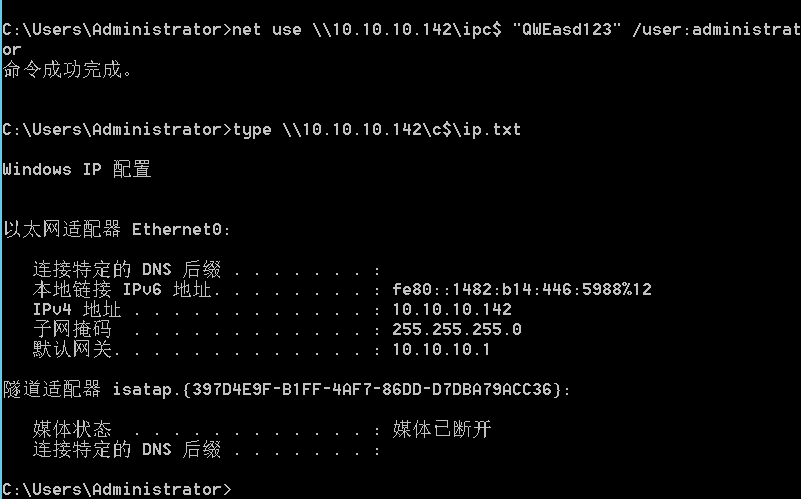 C:\Users\Administrator>net use \\10.10.10.142\ipc$ "QWEasd123" /user:administrat
or
命令成功完成。
C:\Users\Administrator>type \\10.10.10.142\c$\ip.txt
Windows IP 配置
以太网适配器 Ethernet0:
连接特定的 DNS 后缀 . . . . . . . :
本地链接 IPv6 地址. . . . . . . . : fe80::1482:b14:446:5988%12
IPv4 地址 . . . . . . . . . . . . : 10.10.10.142
子网掩码  . . . . . . . . . . . . : 255.255.255.0
默认网关. . . . . . . . . . . . . : 10.10.10.1
隧道适配器 isatap.{397D4E9F-B1FF-4AF7-86DD-D7DBA79ACC36}:
媒体状态  . . . . . . . . . . . . : 媒体已断开
连接特定的 DNS 后缀 . . . . . . . :
C:\Users\Administrator>